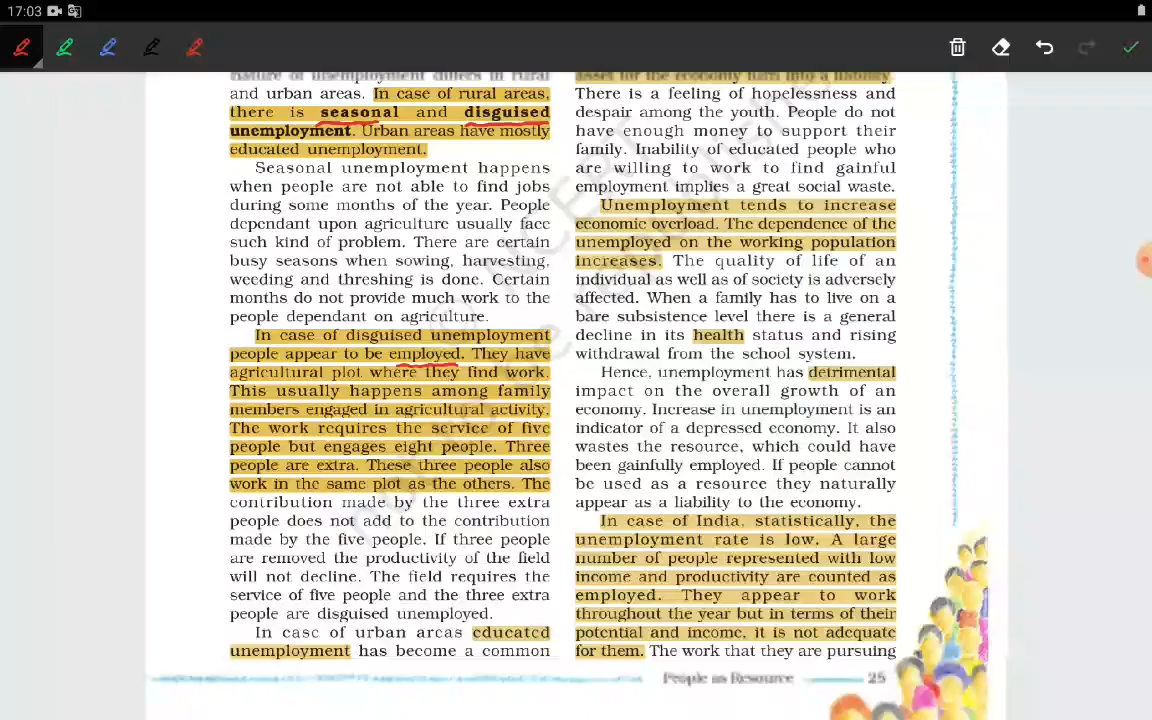 17:03
nature of unemployment differs in rural
and urban areas. In case of rural areas,
there is seasonal and disguised
unemployment. Urban areas have mostly
educated unemployment.
Seasonal unemployment happens
when people are not able to find jobs
during some months of the year. People
dependant upon agriculture usually face
such kind of problem. There are certain
busy seasons when sowing, harvesting,
weeding and threshing is done. Certain
months do not provide much work to the
people dependant on agriculture.
In case of disguised unemployment
people appear to be employed. They have
agricultural plot where they find work.
This usually happens among family
members engaged in agricultural activity.
The work requires the service of five
people but engages eight people. Three
people are extra. These three people also
work in the same plot as the others. The
contribution made by the three extra
people does not add to the contribution
made by the five people. If three people
are removed the productivity of the field
will not decline. The field requires the
service of five people and the three extra
people are disguised unemployed.
In case of urban areas educated
unemployment has become a common
asset for the economy turn into a liability.
There is a feeling of hopelessness and
despair among the youth. People do not
have enough money to support their
family. Inability of educated people who
are willing to work to find gainful
employment implies a great social waste.
Unemployment tends to increase
economic overload. The dependence of the
unemployed on the working population
increases. The quality of life of an
individual as well as of society is adversely
affected. When a family has to live on a
bare subsistence level there is a general
decline in its health status and rising
withdrawal from the school system.
Hence, unemployment has detrimental
impact on the overall growth of an
economy. Increase in unemployment is an
indicator of a depressed economy. It also
wastes the resource, which could have
been gainfully employed. If people cannot
be used as a resource they naturally
appear as a liability to the economy.
In case of India, statistically, the
unemployment rate is low. A large
number of people represented with low
income and productivity are counted as
employed. They appear to work
throughout the year but in terms of their
potential and income, it is not adequate
for them. The work that they are pursuing
People as Resource 25
© NCERT
not to be republished